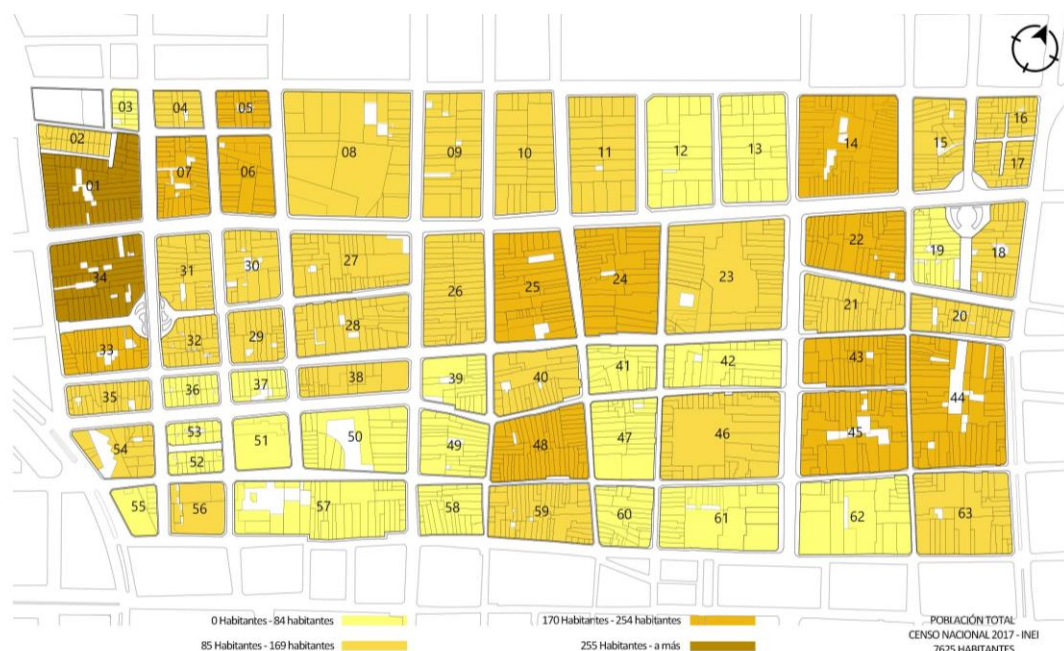 03 04 05
02 08 09 10 11 12 13 14 15 16
01 07 06 17
34 31 30 27 26 25 24 23 22 19 18
33 32 29 28 21 20
35 36 37 38 39 40 41 42 43 44
54 53 51 50 49 48 47 46 45
52
55 56 57 58 59 60 61 62 63
0 Habitantes - 84 habitantes 170 Habitantes - 254 habitantes POBLACIÓN TOTAL
CENSO NACIONAL 2017 - INEI
85 Habitantes - 169 habitantes 255 Habitantes - a más 7625 HABITANTES